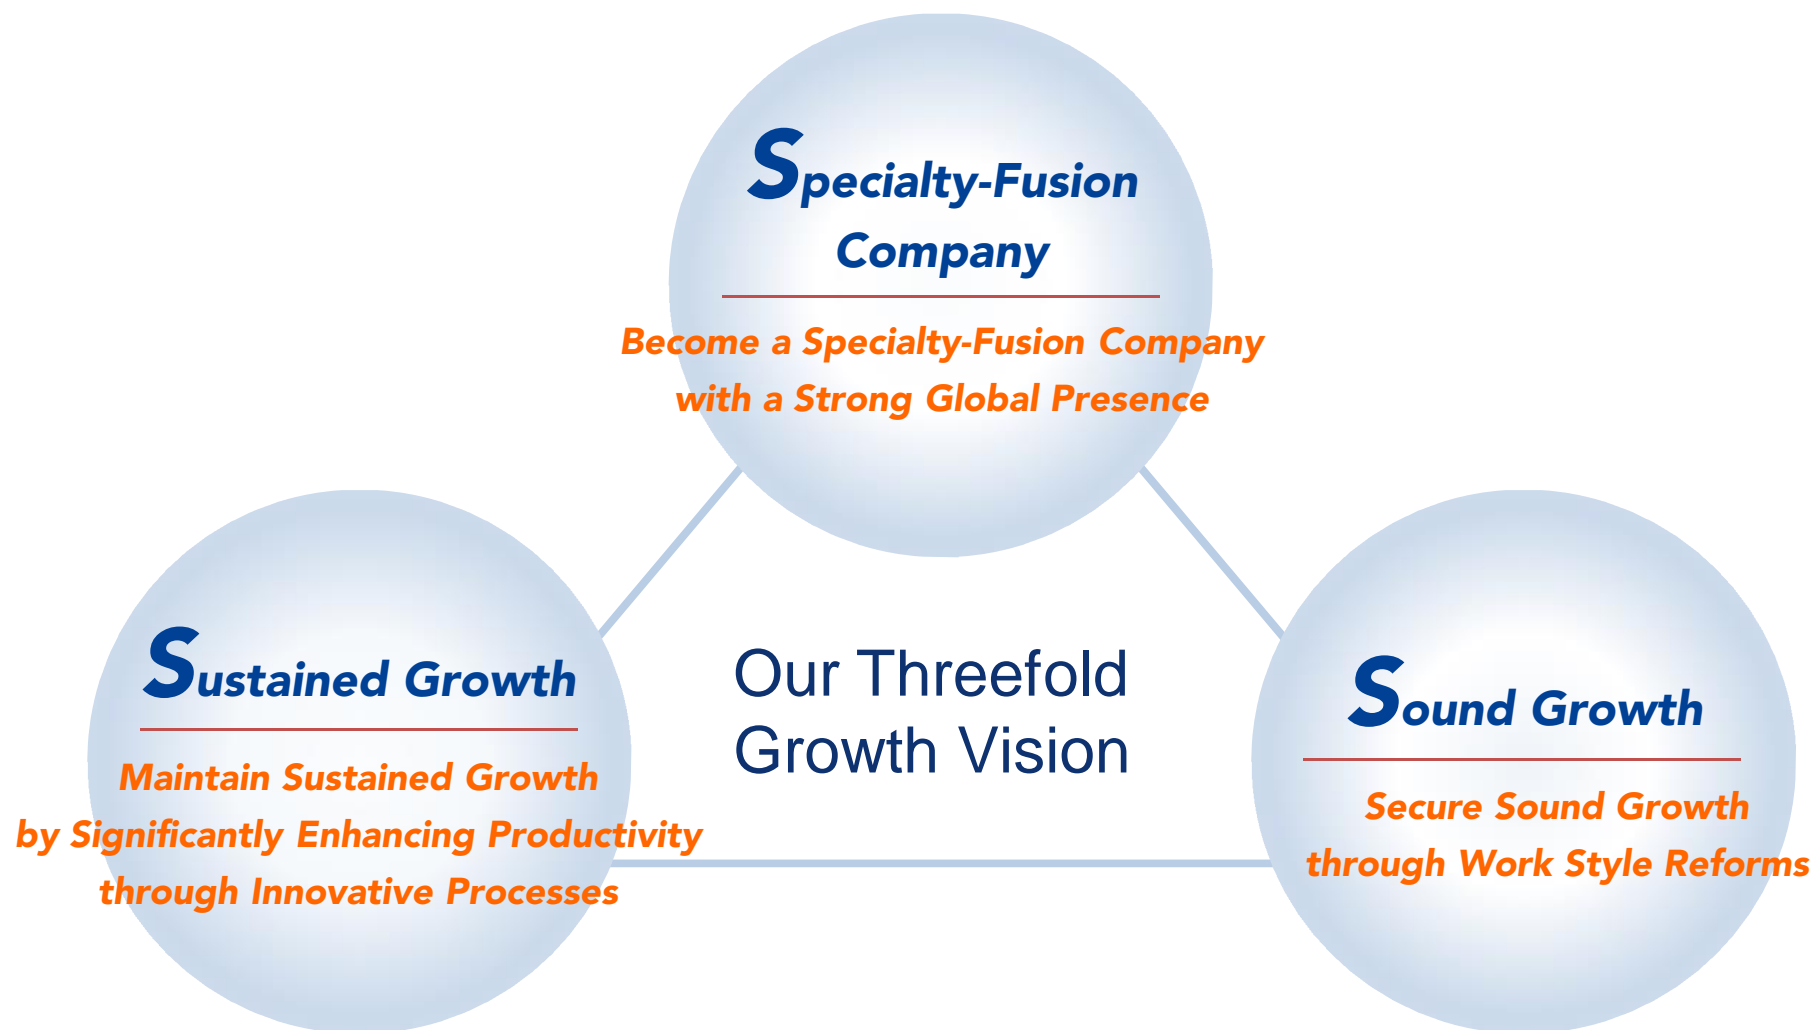 Specialty-Fusion
Company
Become a Specialty-Fusion Company
with a Strong Global Presence
Our Threefold
Growth Vision
Sustained Growth
Maintain Sustained Growth
by Significantly Enhancing Productivity
through Innovative Processes
Sound Growth
Secure Sound Growth
through Work Style Reforms